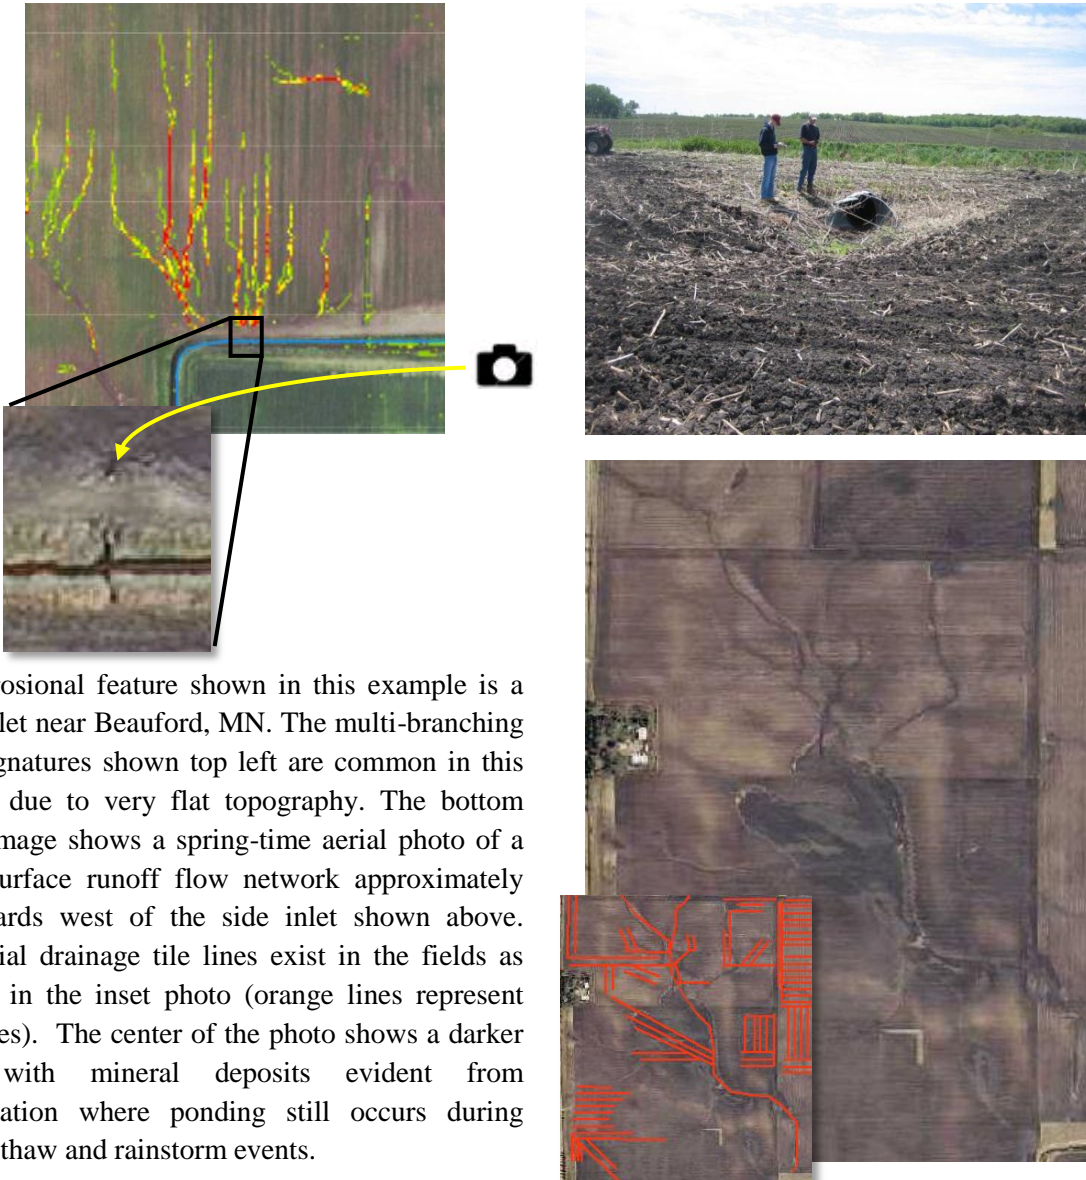 rosional feature shown in this example is a
let near Beauford, MN. The multi-branching
gnatures shown top left are common in this
due to very flat topography. The bottom
mage shows a spring-time aerial photo of a
urface runoff flow network approximately
ards west of the side inlet shown above.
ial drainage tile lines exist in the fields as
in the inset photo (orange lines represent
es). The center of the photo shows a darker
with mineral deposits evident from
ation where ponding still occurs during
thaw and rainstorm events.